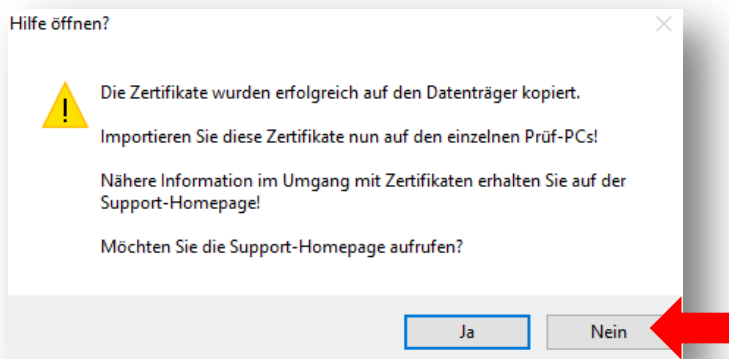 Hilfe öffnen?
Die Zertifikate wurden erfolgreich auf den Datenträger kopiert.
Importieren Sie diese Zertifikate nun auf den einzelnen Prüf-PCs!
Nähere Information im Umgang mit Zertifikaten erhalten Sie auf der
Support-Homepage!
Möchten Sie die Support-Homepage aufrufen?
Ja
Nein